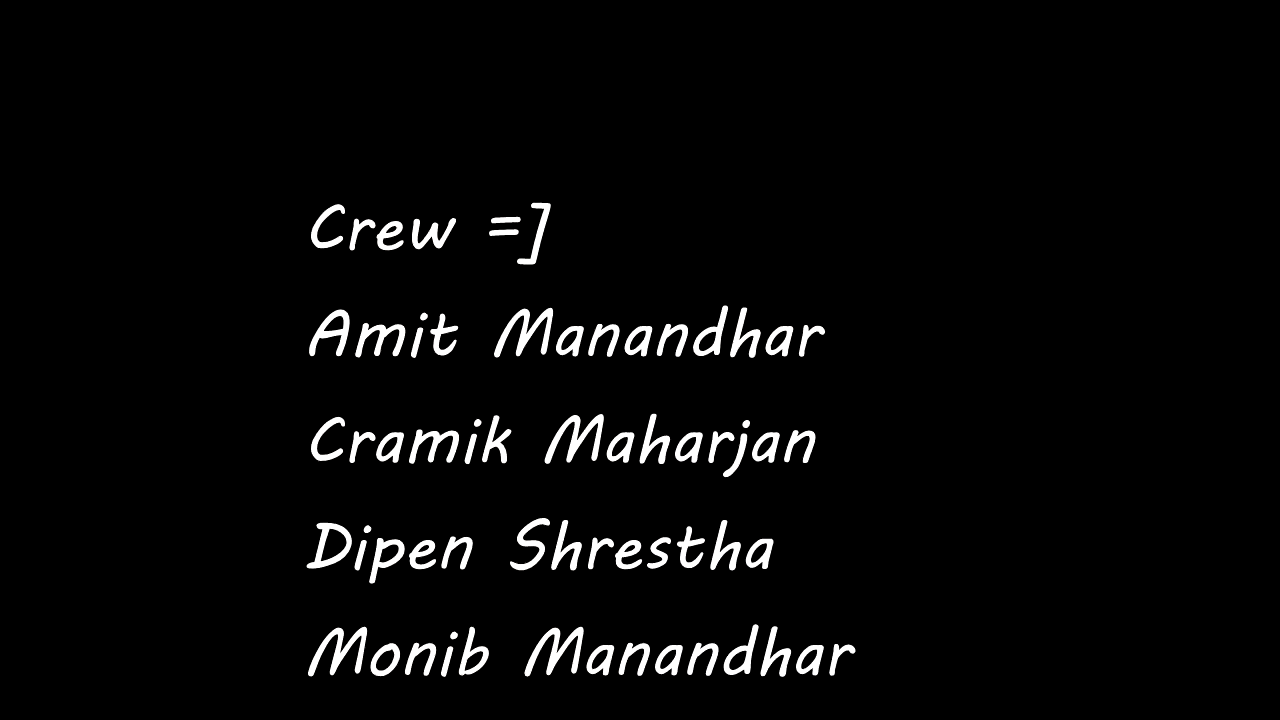 Crew =]
Amit Manandhar
Cramik Maharjan
Dipen Shrestha
Monib Manandhar